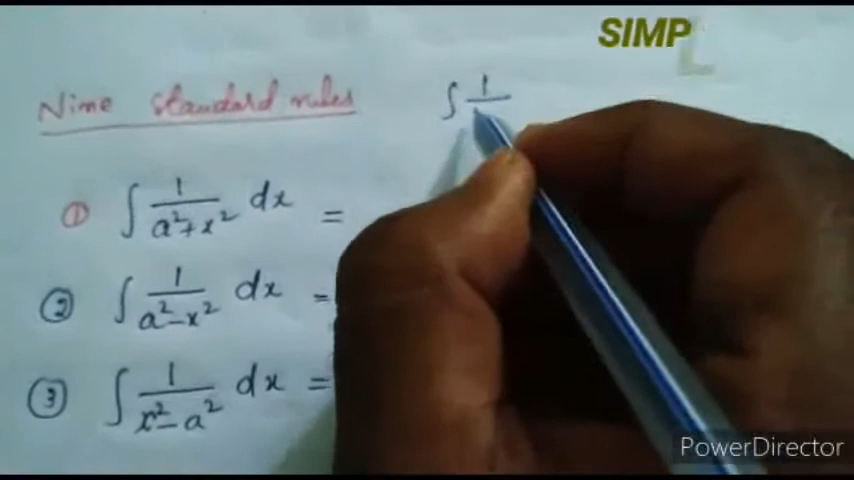 SIMPL
Nine standard rules
∫ 1
① ∫ 1/(a²+x²) dx =
② ∫ 1/(a²-x²) dx =
③ ∫ 1/(x²-a²) dx =
PowerDirector